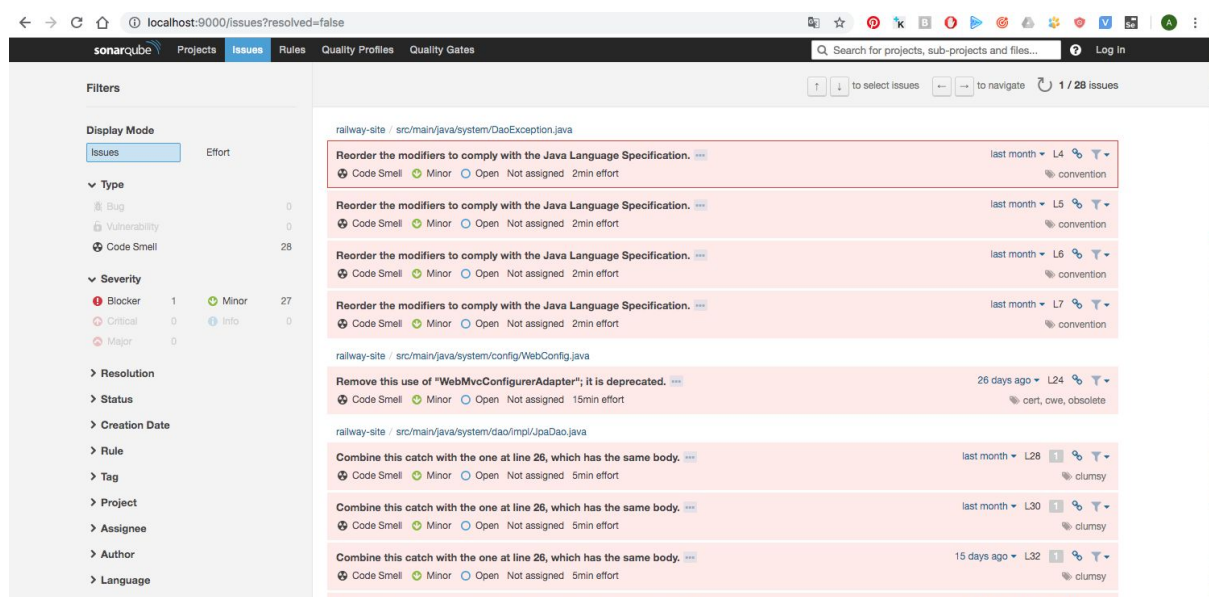 localhost:9000/issues?resolved=false
sonarqube Projects Issues Rules Quality Profiles Quality Gates Search for projects, sub-projects and files... Log in
Filters
↑ ↓ to select issues ← → to navigate 1 / 28 issues
Display Mode
Issues Effort
Type
Bug 0
Vulnerability 0
Code Smell 28
Severity
Blocker 1 Minor 27
Critical 0 Info 0
Major 0
Resolution
Status
Creation Date
Rule
Tag
Project
Assignee
Author
Language
railway-site / src/main/java/system/DaoException.java
Reorder the modifiers to comply with the Java Language Specification. last month L4
Code Smell Minor Open Not assigned 2min effort convention
Reorder the modifiers to comply with the Java Language Specification. last month L5
Code Smell Minor Open Not assigned 2min effort convention
Reorder the modifiers to comply with the Java Language Specification. last month L6
Code Smell Minor Open Not assigned 2min effort convention
Reorder the modifiers to comply with the Java Language Specification. last month L7
Code Smell Minor Open Not assigned 2min effort convention
railway-site / src/main/java/system/config/WebConfig.java
Remove this use of "WebMvcConfigurerAdapter"; it is deprecated. 26 days ago L24
Code Smell Minor Open Not assigned 15min effort cert, cwe, obsolete
railway-site / src/main/java/system/dao/impl/JpaDao.java
Combine this catch with the one at line 26, which has the same body. last month L28 1
Code Smell Minor Open Not assigned 5min effort clumsy
Combine this catch with the one at line 26, which has the same body. last month L30 1
Code Smell Minor Open Not assigned 5min effort clumsy
Combine this catch with the one at line 26, which has the same body. 15 days ago L32 1
Code Smell Minor Open Not assigned 5min effort clumsy